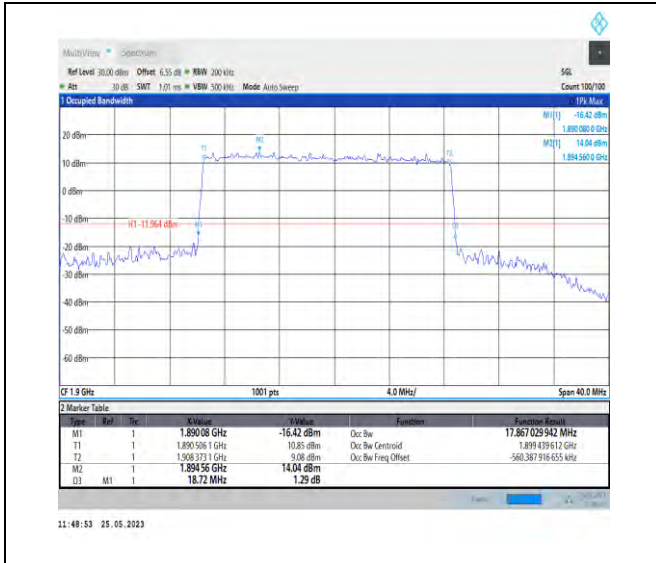 MultiView Spectrum
Ref Level 30.00 dBm Offset 6.55 dB RBW 200 kHz SGL
Att 30 dB SWT 1.01 ms VBW 500 kHz Mode Auto Sweep Count 100/100
1 Occupied Bandwidth 1Pk Max
M1[1] -16.42 dBm
1.890 080 0 GHz
M2[1] 14.04 dBm
1.894 560 0 GHz
20 dBm
T1 M2 T2
10 dBm
0 dBm
-10 dBm
H1 -11.964 dBm M1 D3
-20 dBm
-30 dBm
-40 dBm
-50 dBm
-60 dBm
CF 1.9 GHz 1001 pts 4.0 MHz/ Span 40.0 MHz
2 Marker Table
Type Ref Trc X-Value Y-Value Function Function Result
M1 1 1.890 08 GHz -16.42 dBm Occ Bw 17.867 029 942 MHz
T1 1 1.890 506 1 GHz 10.85 dBm Occ Bw Centroid 1.899 439 612 GHz
T2 1 1.908 373 1 GHz 9.08 dBm Occ Bw Freq Offset -560.387 916 655 kHz
M2 1 1.894 56 GHz 14.04 dBm
D3 M1 1 18.72 MHz 1.29 dB
11:48:53 25.05.2023